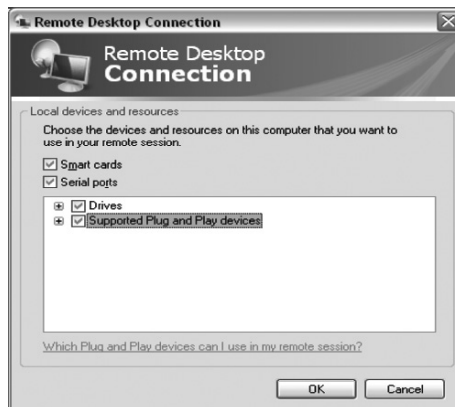 Remote Desktop Connection
Remote Desktop
Connection
Local devices and resources
Choose the devices and resources on this computer that you want to
use in your remote session.
Smart cards
Serial ports
Drives
Supported Plug and Play devices
Which Plug and Play devices can I use in my remote session?
OK Cancel